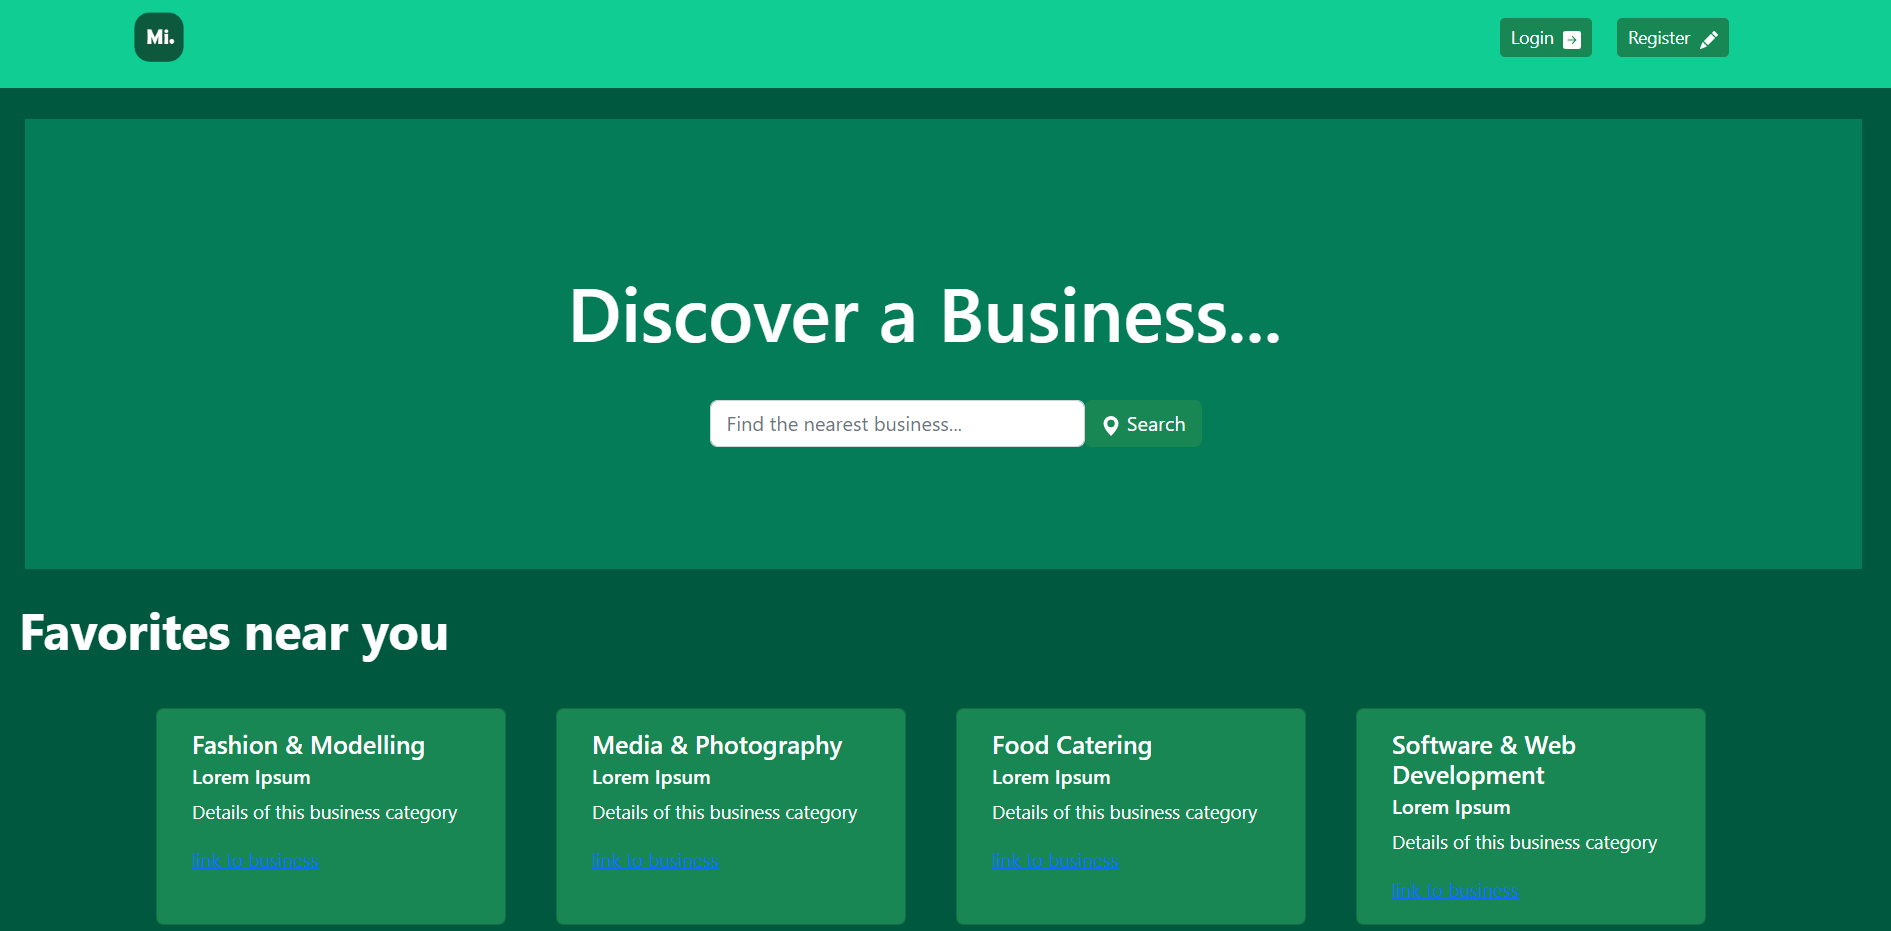 Mi.
Login
Register
Discover a Business...
Find the nearest business...
Search
Favorites near you
Fashion & Modelling
Lorem Ipsum
Details of this business category
link to business
Media & Photography
Lorem Ipsum
Details of this business category
link to business
Food Catering
Lorem Ipsum
Details of this business category
link to business
Software & Web
Development
Lorem Ipsum
Details of this business category
link to business